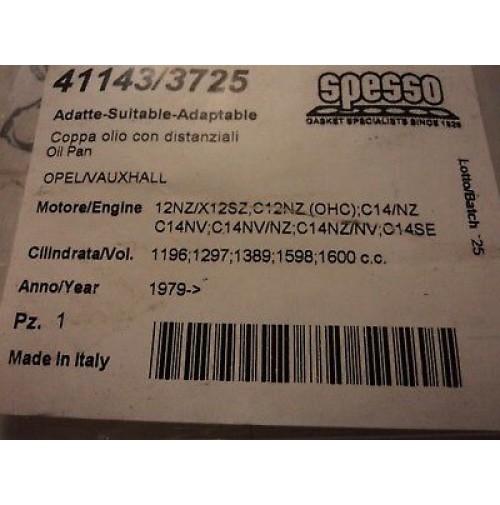 41143/3725
spesso
GASKET SPECIALISTS SINCE 1926
Adatte-Suitable-Adaptable
Coppa olio con distanziali
Oil Pan
OPEL/VAUXHALL
Motore/Engine 12NZ/X12SZ;C12NZ (OHC);C14/NZ
C14NV;C14NV/NZ;C14NZ/NV;C14SE
Cilindrata/Vol. 1196;1297;1389;1598;1600 c.c.
Anno/Year 1979->
Pz. 1
Made in Italy
Lotto/Batch '25